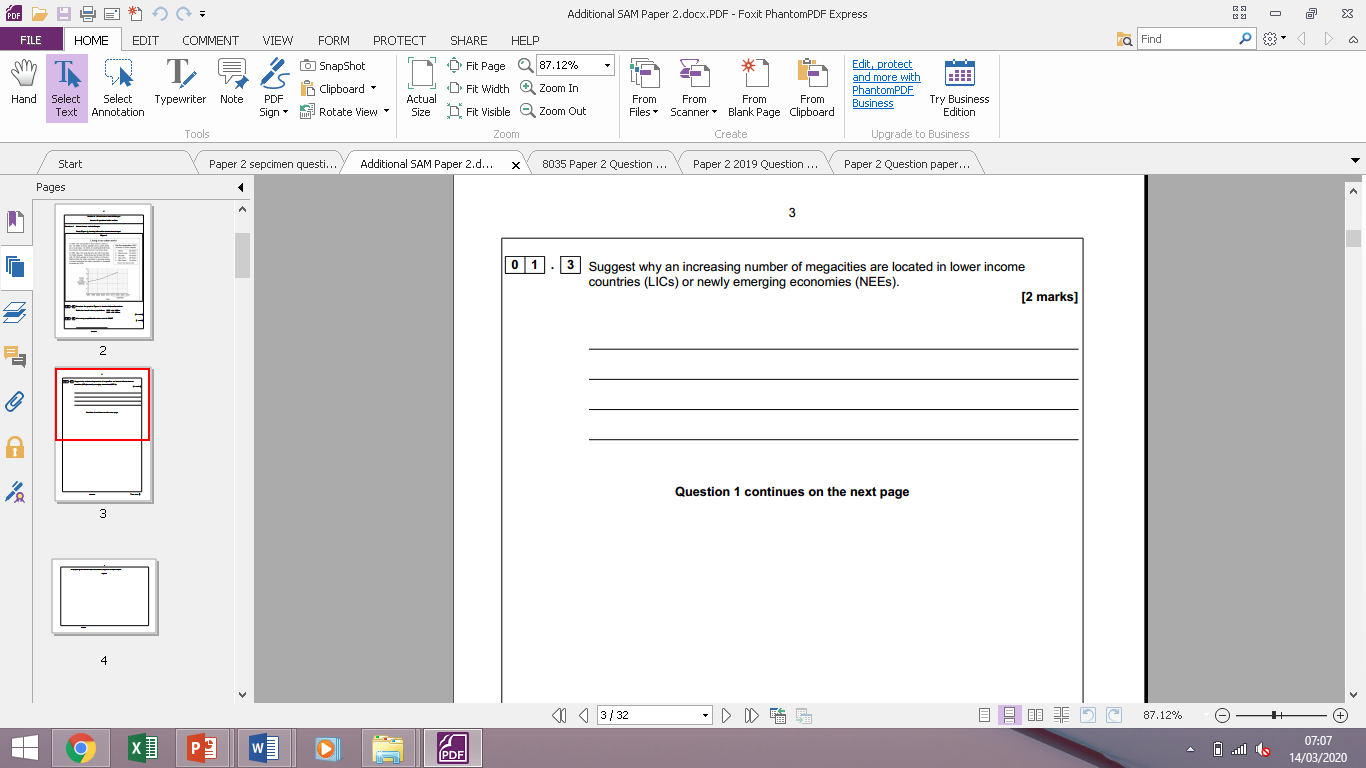 Additional SAM Paper 2.docx.PDF - Foxit PhantomPDF Express
FILE HOME EDIT COMMENT VIEW FORM PROTECT SHARE HELP
Find
Hand
Select Text
Select Annotation
Typewriter
Note
PDF Sign
SnapShot
Clipboard
Rotate View
Tools
Actual Size
Fit Page
Fit Width
Fit Visible
87.12%
Zoom In
Zoom Out
Zoom
From Files
From Scanner
From Blank Page
From Clipboard
Create
Edit, protect
and more with
PhantomPDF
Business
Try Business Edition
Upgrade to Business
Start
Paper 2 sepcimen questi...
Additional SAM Paper 2.d...
8035 Paper 2 Question ...
Paper 2 2019 Question ...
Paper 2 Question paper...
Pages
2
3
4
3
0 1 . 3 Suggest why an increasing number of megacities are located in lower income
countries (LICs) or newly emerging economies (NEEs).
[2 marks]
Question 1 continues on the next page
3 / 32
87.12%
PDF
07:07
14/03/2020